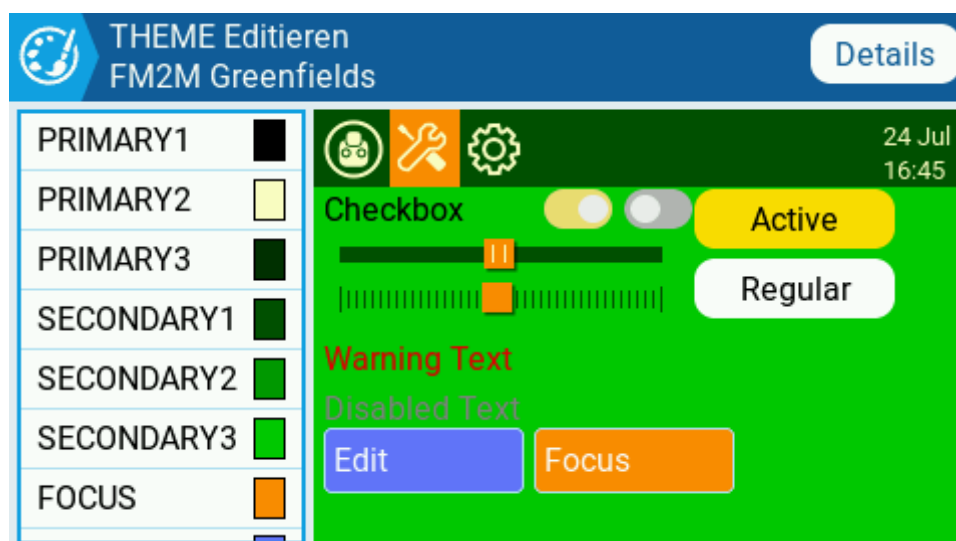 THEME Editieren
FM2M Greenfields
Details
PRIMARY1
PRIMARY2
PRIMARY3
SECONDARY1
SECONDARY2
SECONDARY3
FOCUS
24 Jul
16:45
Checkbox
Active
Regular
Warning Text
Disabled Text
Edit
Focus